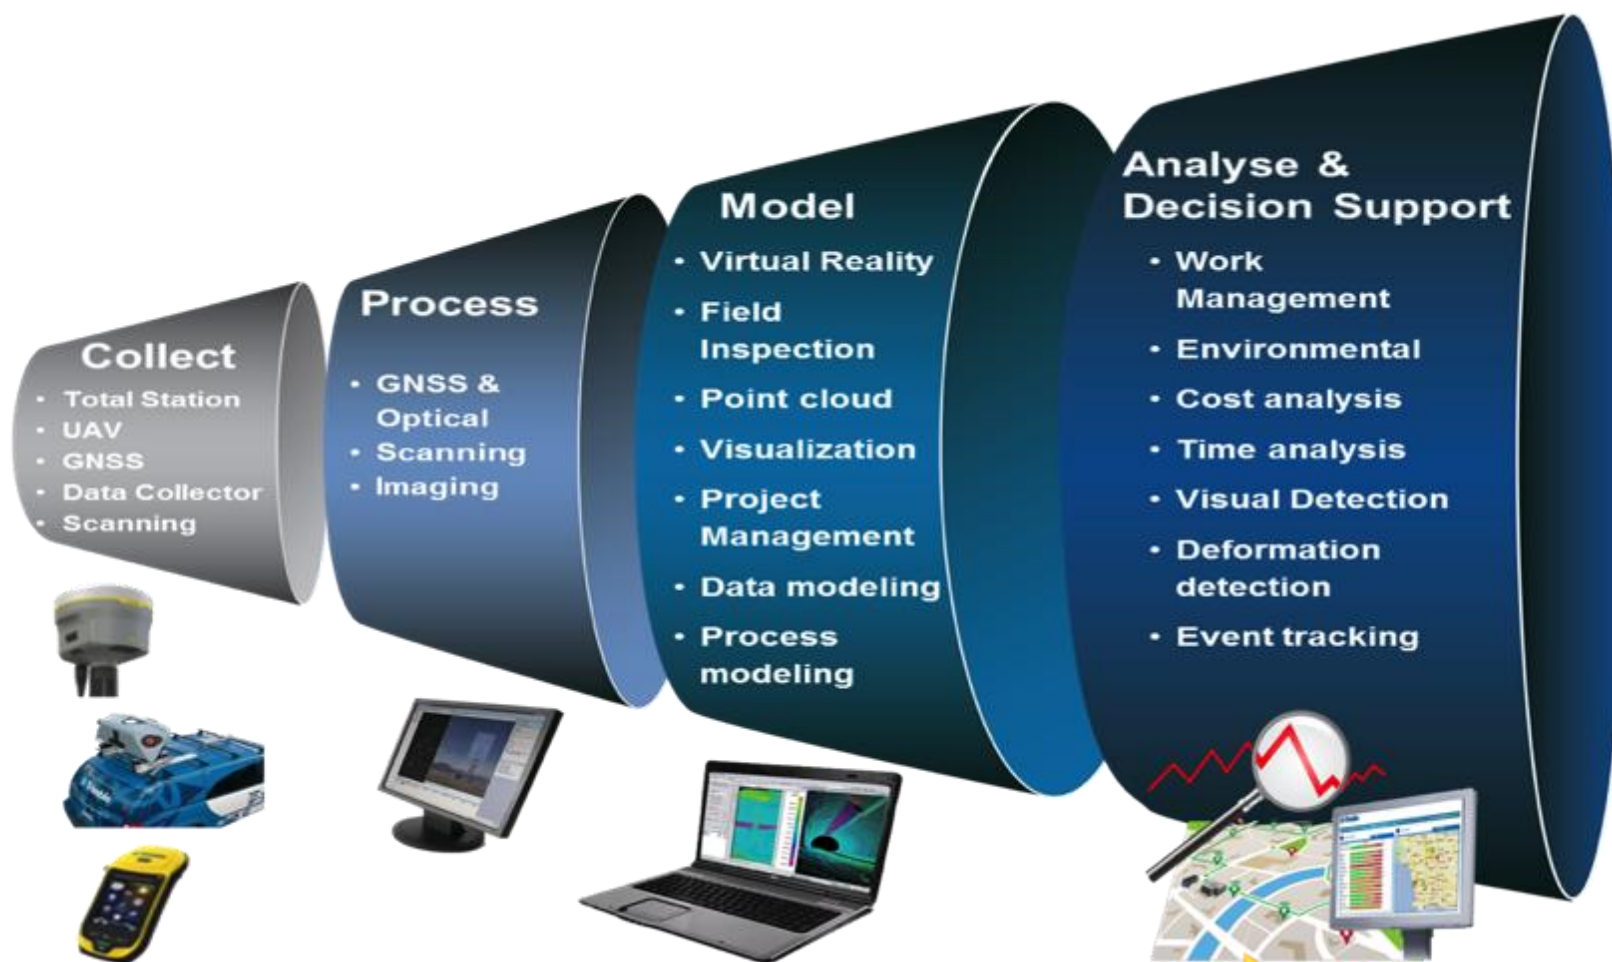 Collect
• Total Station
• UAV
• GNSS
• Data Collector
• Scanning
Process
• GNSS &
Optical
• Scanning
• Imaging
Model
• Virtual Reality
• Field
Inspection
• Point cloud
• Visualization
• Project
Management
• Data modeling
• Process
modeling
Analyse &
Decision Support
• Work
Management
• Environmental
• Cost analysis
• Time analysis
• Visual Detection
• Deformation
detection
• Event tracking